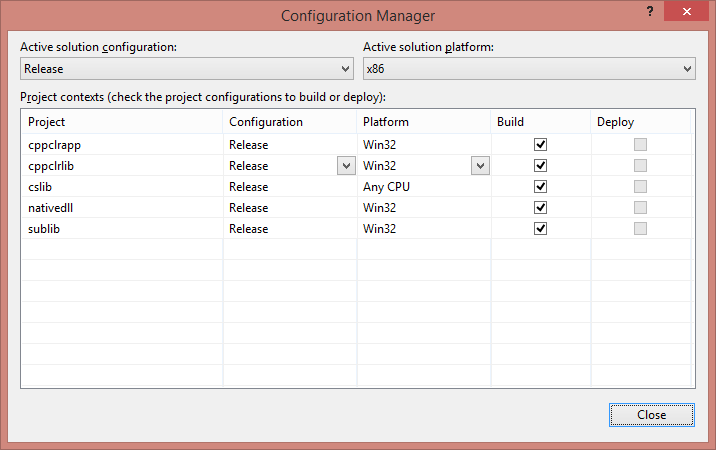 Configuration Manager
?
Active solution configuration: Active solution platform:
Release x86
Project contexts (check the project configurations to build or deploy):
Project Configuration Platform Build Deploy
cppclrapp Release Win32
cppclrlib Release Win32
cslib Release Any CPU
nativedll Release Win32
sublib Release Win32
Close